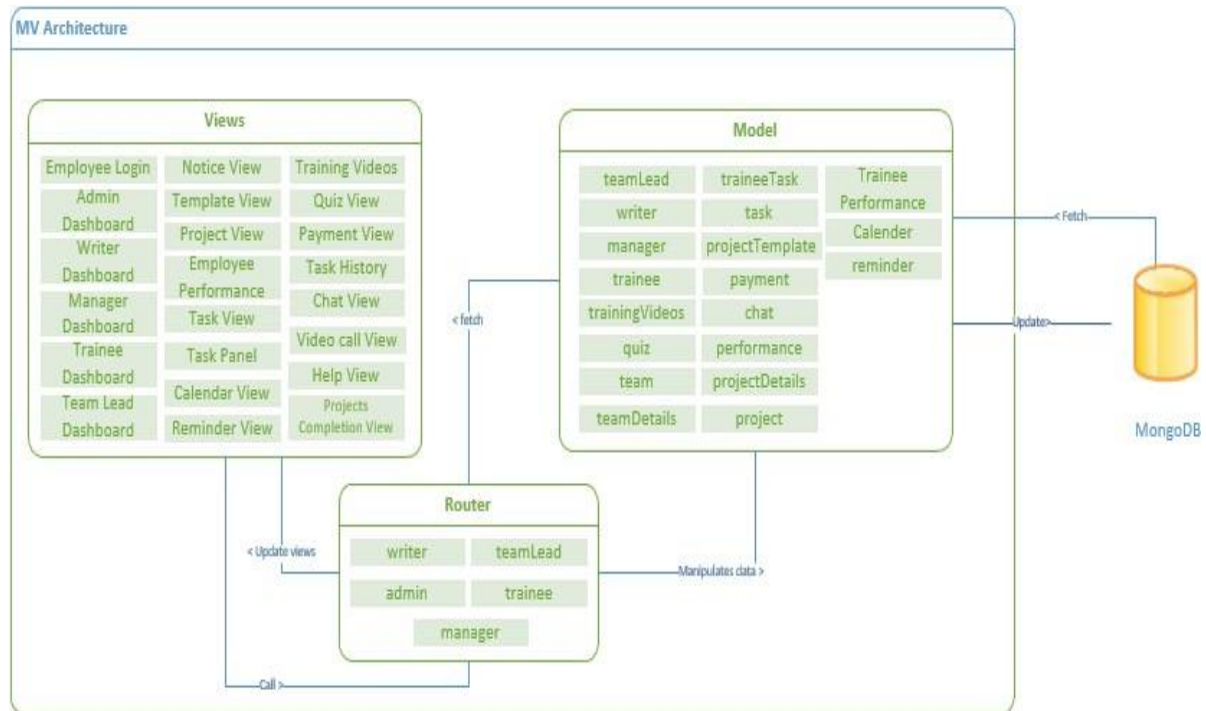 MV Architecture
Views
Employee Login
Admin
Dashboard
Writer
Dashboard
Manager
Dashboard
Trainee
Dashboard
Team Lead
Dashboard
Notice View
Template View
Project View
Employee
Performance
Task View
Task Panel
Calendar View
Reminder View
Training Videos
Quiz View
Payment View
Task History
Chat View
Video call View
Help View
Projects
Completion View
Model
teamLead
writer
manager
trainee
trainingVideos
quiz
team
teamDetails
traineeTask
task
projectTemplate
payment
chat
performance
projectDetails
project
Trainee
Performance
Calender
reminder
< Fetch
Update>
MongoDB
< fetch
Router
writer
teamLead
admin
trainee
manager
< Update views
Manipulates data >
Call >